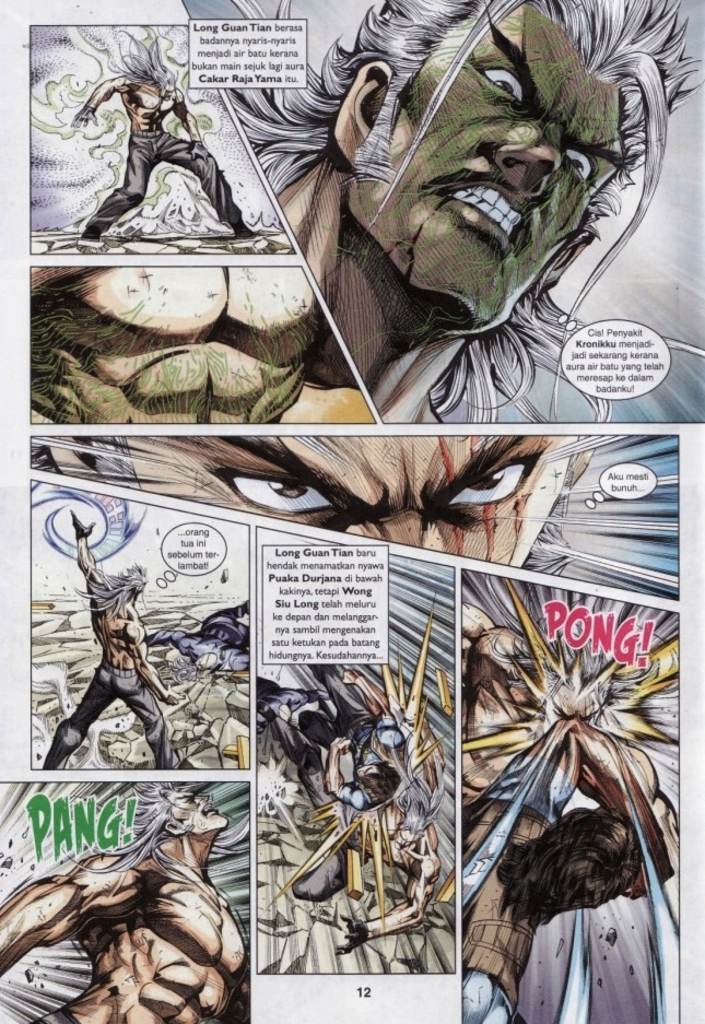 Long Guan Tian berasa
badannya nyaris-nyaris
menjadi air batu kerana
bukan main sejuk lagi aura
Cakar Raja Yama itu.
Cis! Penyakit
Kronikku menjadi-
jadi sekarang kerana
aura air batu yang telah
meresap ke dalam
badanku!
Aku mesti
bunuh...
...orang
tua ini
sebelum ter-
lambat!
Long Guan Tian baru
hendak menamatkan nyawa
Puaka Durjana di bawah
kakinya, tetapi Wong
Siu Long telah meluru
ke depan dan melanggar-
nya sambil mengenakan
satu ketukan pada batang
hidungnya. Kesudahannya...
PONG!
PANG!
12